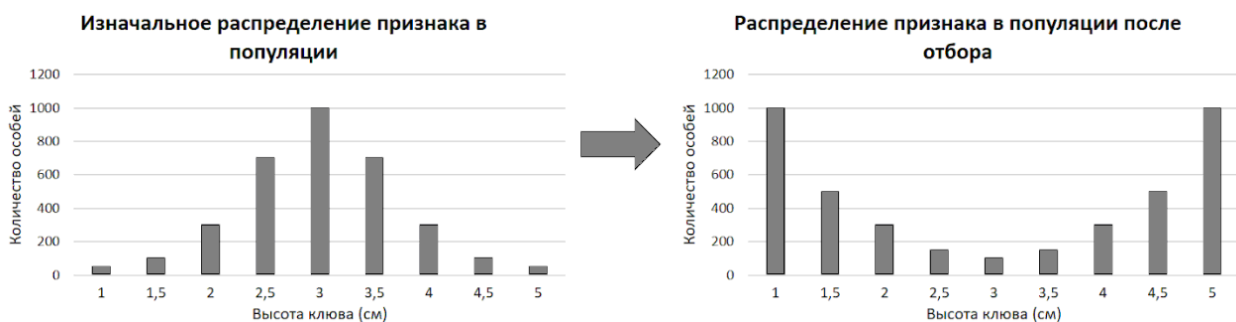 Изначальное распределение признака в
популяции
1200
1000
800
600
400
200
0
Количество особей
1 1,5 2 2,5 3 3,5 4 4,5 5
Высота клюва (см)
Распределение признака в популяции после
отбора
1200
1000
800
600
400
200
0
Количество особей
1 1,5 2 2,5 3 3,5 4 4,5 5
Высота клюва (см)